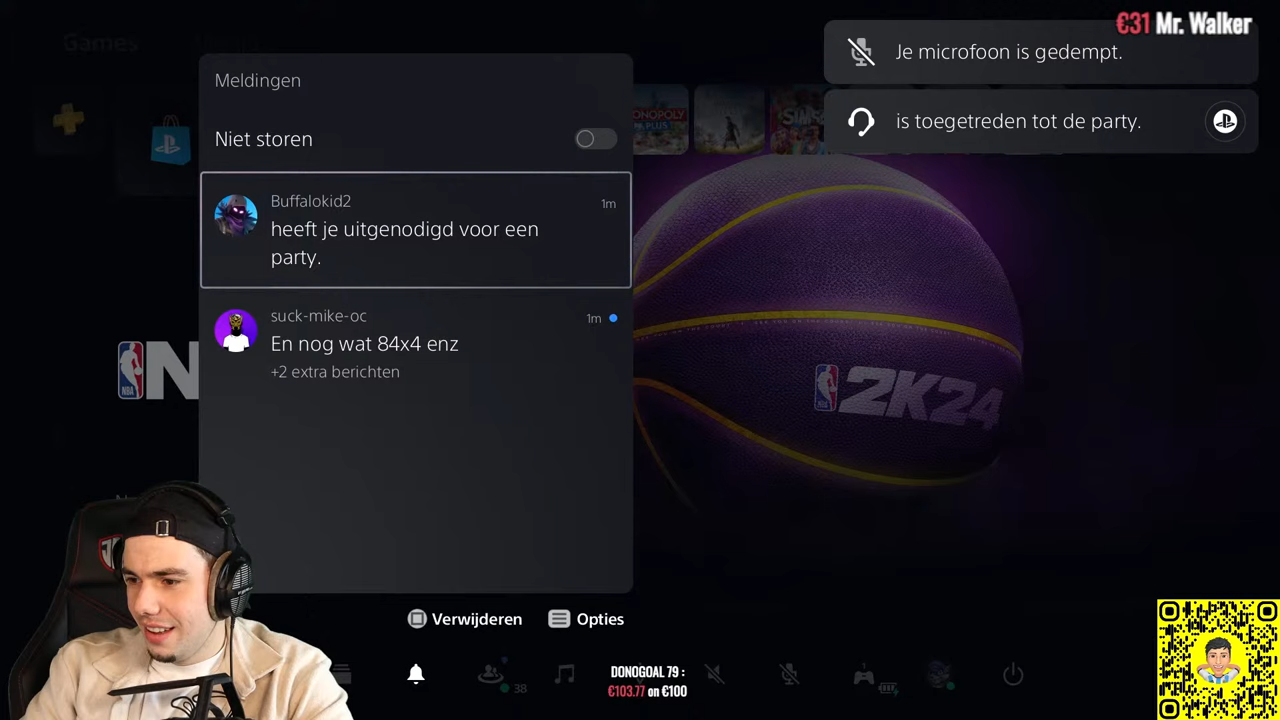 Games
€31 Mr. Walker
Je microfoon is gedempt.
is toegetreden tot de party.
Meldingen
Niet storen
Buffalokid2
1m
heeft je uitgenodigd voor een
party.
suck-mike-oc
1m
En nog wat 84x4 enz
+2 extra berichten
2K24
Verwijderen
Opties
38
DONOGOAL 79 :
€103.77 on €100